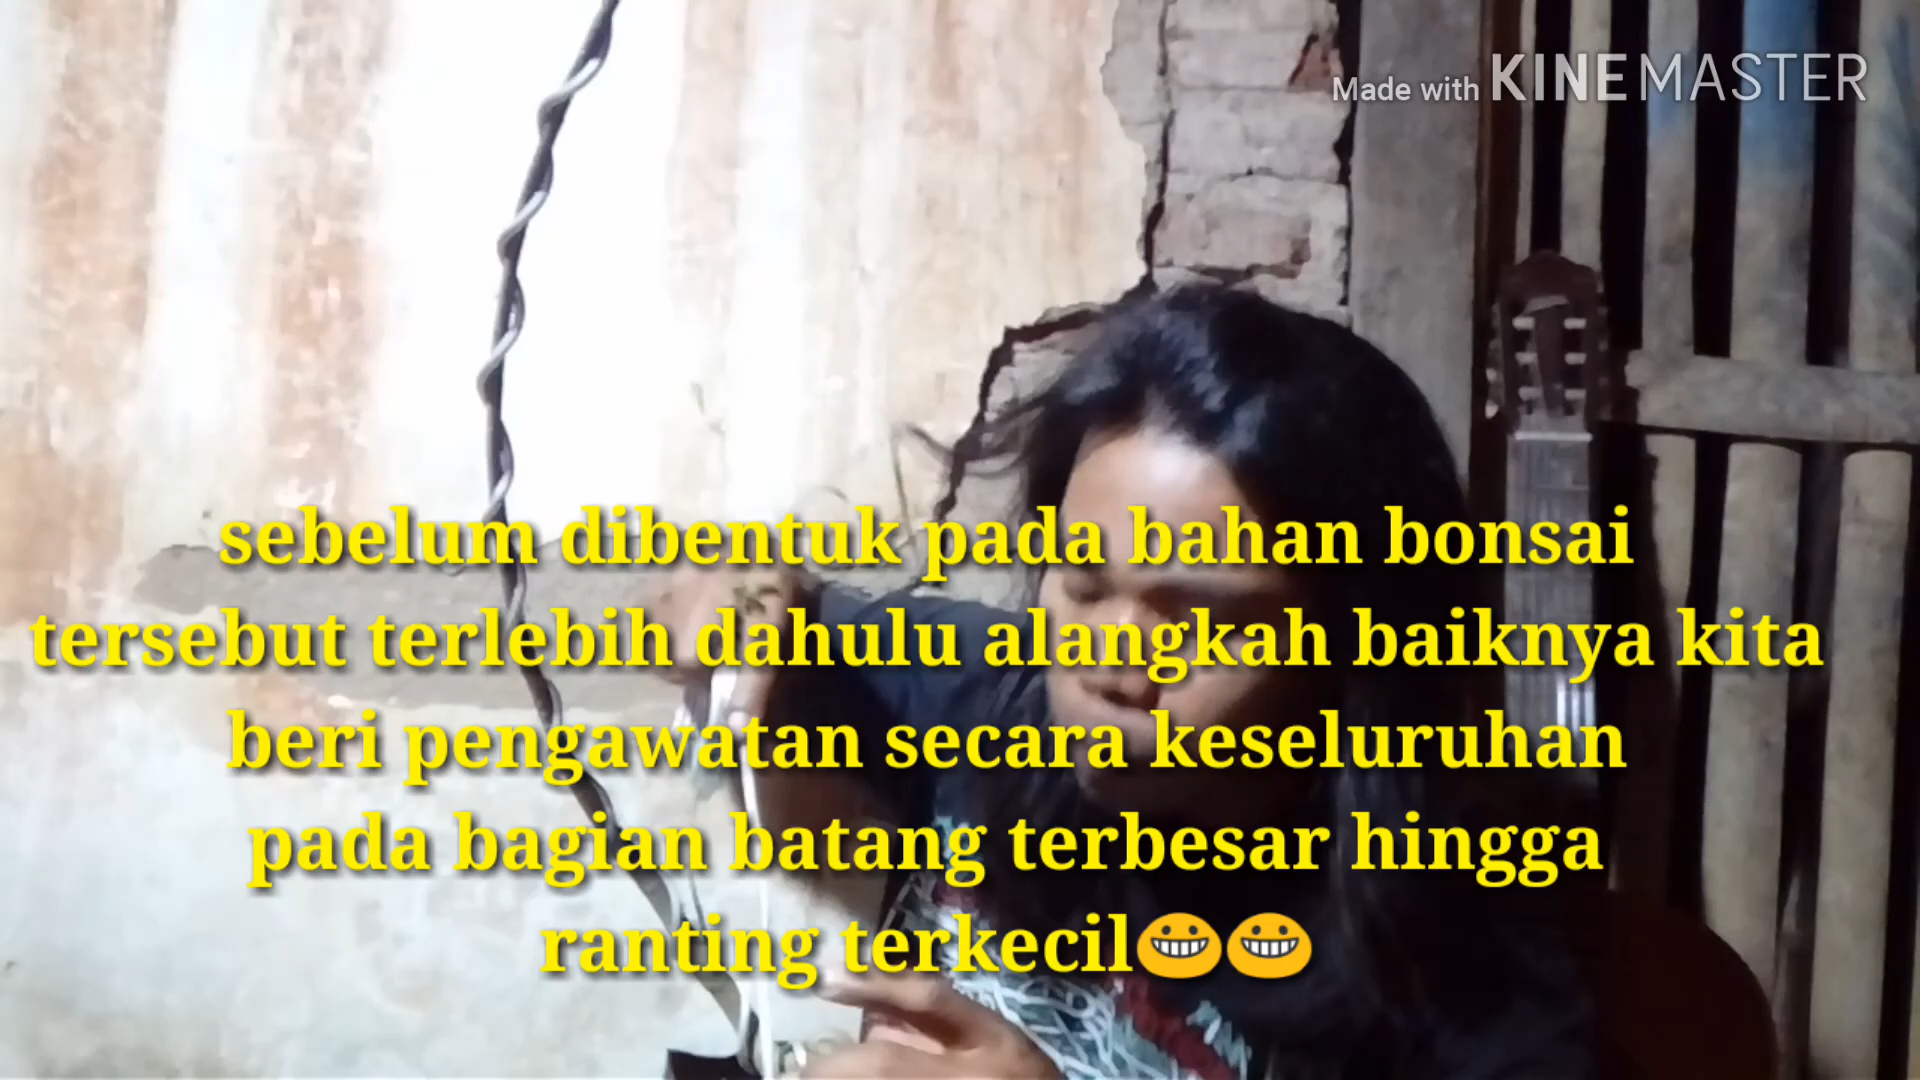 Made with KINEMASTER
sebelum dibentuk pada bahan bonsai
tersebut terlebih dahulu alangkah baiknya kita
beri pengawatan secara keseluruhan
pada bagian batang terbesar hingga
ranting terkecil😀😀